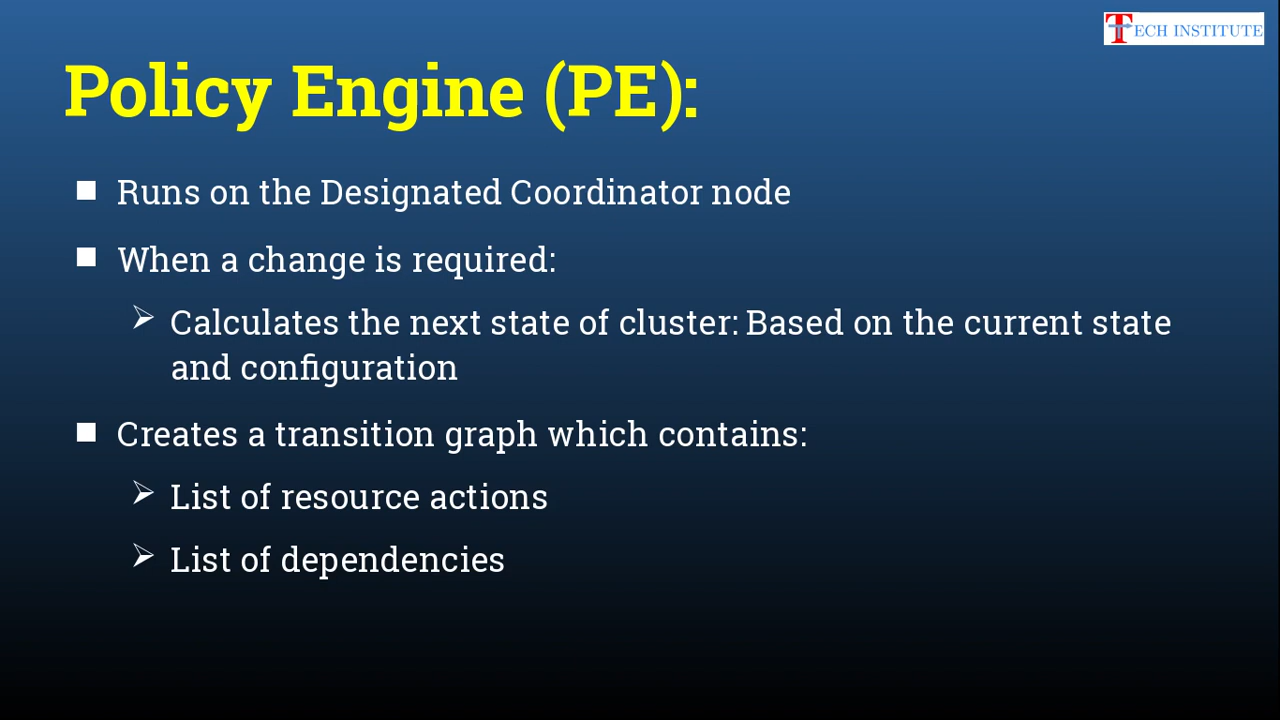 TECH INSTITUTE
Policy Engine (PE):
Runs on the Designated Coordinator node
When a change is required:
Calculates the next state of cluster: Based on the current state
and configuration
Creates a transition graph which contains:
List of resource actions
List of dependencies